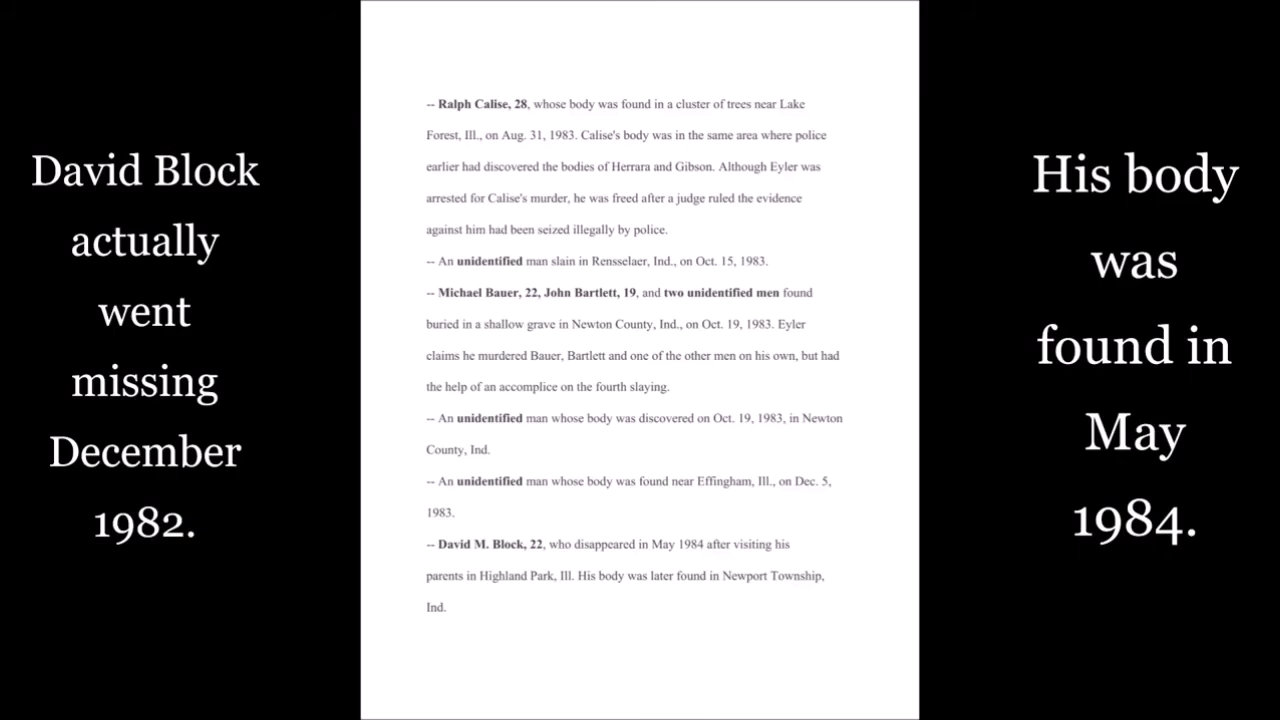 David Block
actually
went
missing
December
1982.
-- Ralph Calise, 28, whose body was found in a cluster of trees near Lake
Forest, Ill., on Aug. 31, 1983. Calise's body was in the same area where police
earlier had discovered the bodies of Herrara and Gibson. Although Eyler was
arrested for Calise's murder, he was freed after a judge ruled the evidence
against him had been seized illegally by police.
-- An unidentified man slain in Rensselaer, Ind., on Oct. 15, 1983.
-- Michael Bauer, 22, John Bartlett, 19, and two unidentified men found
buried in a shallow grave in Newton County, Ind., on Oct. 19, 1983. Eyler
claims he murdered Bauer, Bartlett and one of the other men on his own, but had
the help of an accomplice on the fourth slaying.
-- An unidentified man whose body was discovered on Oct. 19, 1983, in Newton
County, Ind.
-- An unidentified man whose body was found near Effingham, Ill., on Dec. 5,
1983.
-- David M. Block, 22, who disappeared in May 1984 after visiting his
parents in Highland Park, Ill. His body was later found in Newport Township,
Ind.
His body
was
found in
May
1984.